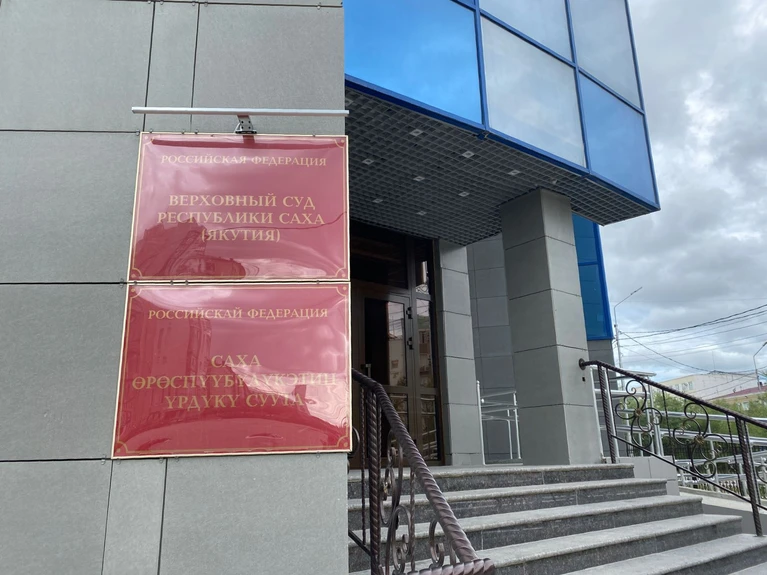 РОССИЙСКАЯ ФЕДЕРАЦИЯ
ВЕРХОВНЫЙ СУД
РЕСПУБЛИКИ САХА
(ЯКУТИЯ)
РОССИЙСКАЙ ФЕДЕРАЦИЯ
САХА
ӨРӨСПҮҮБҮЛҮКЭТИН
ҮРДҮКҮ СУУТА